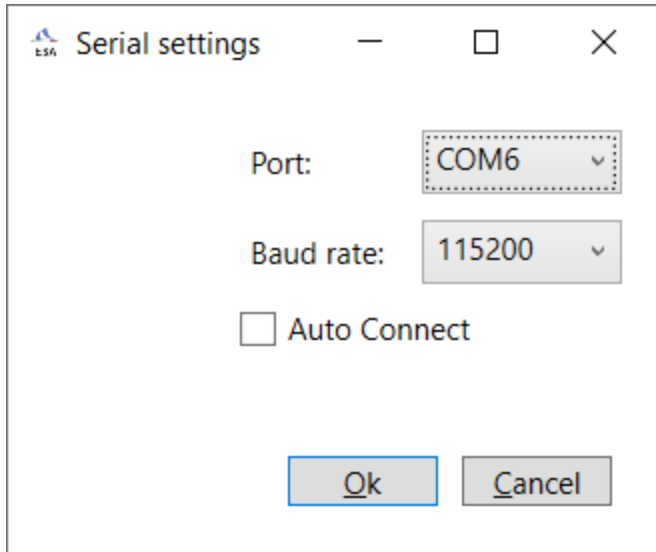 ESA Serial settings
Port: COM6
Baud rate: 115200
Auto Connect
Ok Cancel